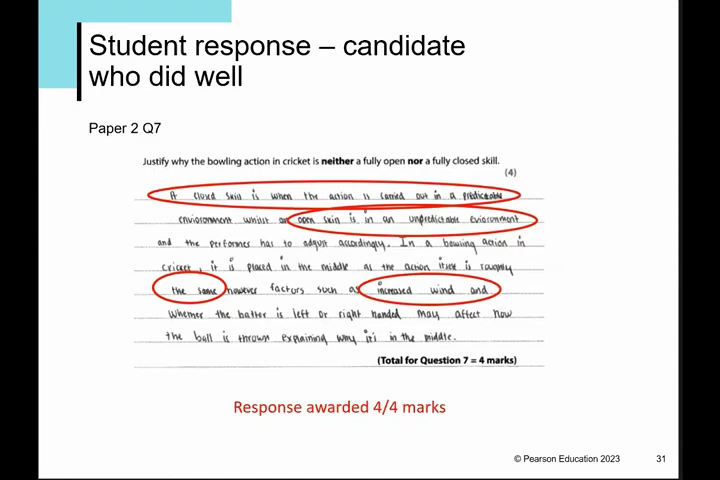 Student response – candidate
who did well
Paper 2 Q7
Justify why the bowling action in cricket is neither a fully open nor a fully closed skill.
(4)
A closed skill is when the action is carried out in a predictable
enviroronment whilst an open skill is in an unpredictable evioronment
and the performer has to adjust accordingly. In a bowling action in
cricket, it is placed in the middle as the action itself is roughly
the same however factors such as increased wind and
whether the batter is left or right handed may affect how
the ball is thrown explaining why it's in the middle.
(Total for Question 7 = 4 marks)
Response awarded 4/4 marks
© Pearson Education 2023
31